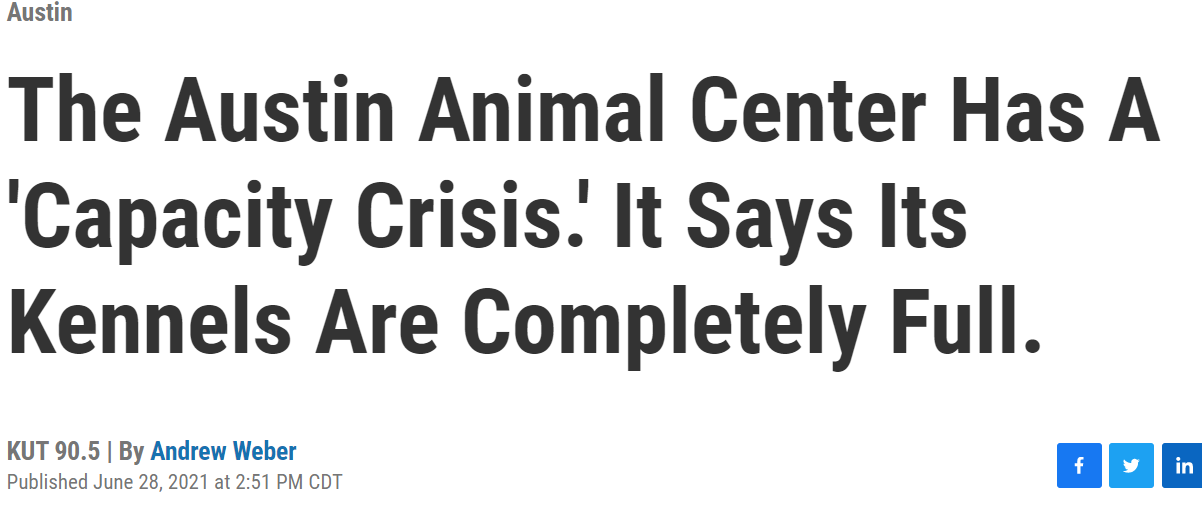 Austin
The Austin Animal Center Has A
'Capacity Crisis.' It Says Its
Kennels Are Completely Full.
KUT 90.5 | By Andrew Weber
Published June 28, 2021 at 2:51 PM CDT